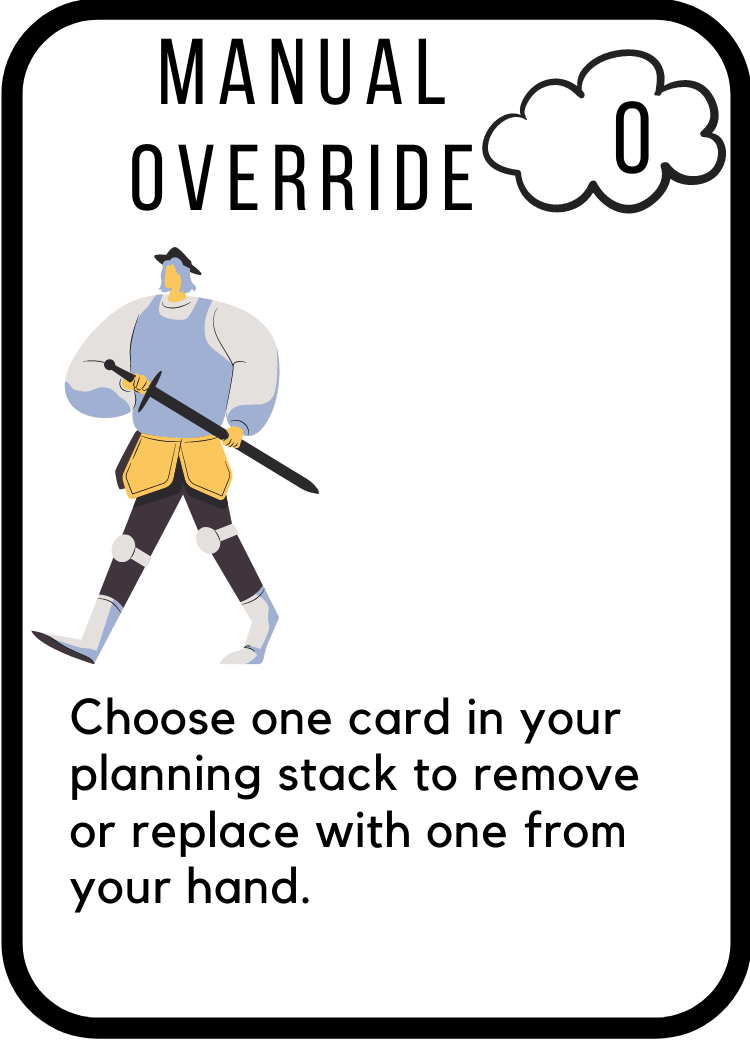 MANUAL
OVERRIDE
0
Choose one card in your
planning stack to remove
or replace with one from
your hand.